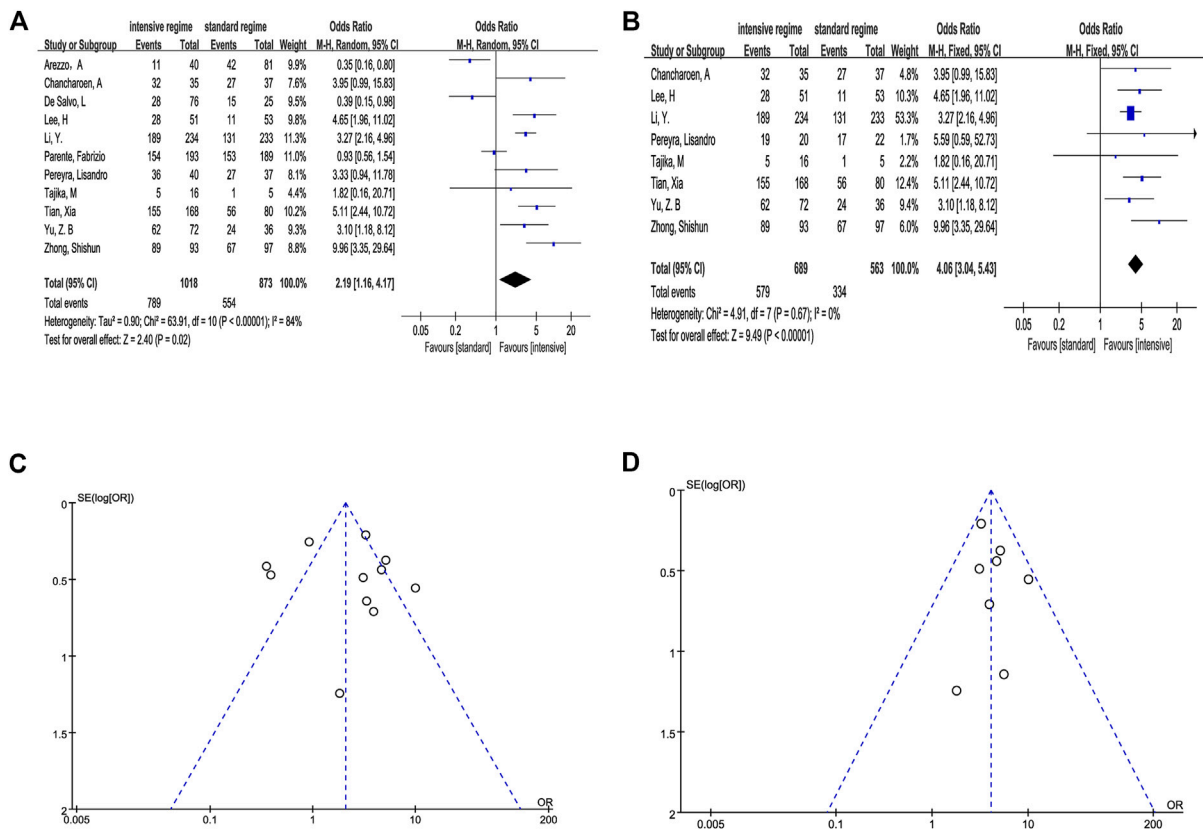 A
intensive regime standard regime Odds Ratio Odds Ratio
Study or Subgroup Events Total Events Total Weight M-H, Random, 95% CI M-H, Random, 95% CI
Arezzo, A 11 40 42 81 9.9% 0.35 [0.16, 0.80]
Chancharoen, A 32 35 27 37 7.6% 3.95 [0.99, 15.83]
De Salvo, L 28 76 15 25 9.5% 0.39 [0.15, 0.98]
Lee, H 28 51 11 53 9.7% 4.65 [1.96, 11.02]
Li, Y. 189 234 131 233 11.3% 3.27 [2.16, 4.96]
Parente, Fabrizio 154 193 153 189 11.0% 0.93 [0.56, 1.54]
Pereyra, Lisandro 36 40 27 37 8.1% 3.33 [0.94, 11.78]
Tajika, M 5 16 1 5 4.4% 1.82 [0.16, 20.71]
Tian, Xia 155 168 56 80 10.2% 5.11 [2.44, 10.72]
Yu, Z. B 62 72 24 36 9.4% 3.10 [1.18, 8.12]
Zhong, Shishun 89 93 67 97 8.8% 9.96 [3.35, 29.64]
Total (95% CI) 1018 873 100.0% 2.19 [1.16, 4.17]
Total events 789 554
Heterogeneity: Tau² = 0.90; Chi² = 63.91, df = 10 (P < 0.00001); I² = 84%
Test for overall effect: Z = 2.40 (P = 0.02)
0.05 0.2 1 5 20
Favours [standard] Favours [intensive]
B
intensive regime standard regime Odds Ratio Odds Ratio
Study or Subgroup Events Total Events Total Weight M-H, Fixed, 95% CI M-H, Fixed, 95% CI
Chancharoen, A 32 35 27 37 4.8% 3.95 [0.99, 15.83]
Lee, H 28 51 11 53 10.3% 4.65 [1.96, 11.02]
Li, Y. 189 234 131 233 53.3% 3.27 [2.16, 4.96]
Pereyra, Lisandro 19 20 17 22 1.7% 5.59 [0.59, 52.73]
Tajika, M 5 16 1 5 2.2% 1.82 [0.16, 20.71]
Tian, Xia 155 168 56 80 12.4% 5.11 [2.44, 10.72]
Yu, Z. B 62 72 24 36 9.4% 3.10 [1.18, 8.12]
Zhong, Shishun 89 93 67 97 6.0% 9.96 [3.35, 29.64]
Total (95% CI) 689 563 100.0% 4.06 [3.04, 5.43]
Total events 579 334
Heterogeneity: Chi² = 4.91, df = 7 (P = 0.67); I² = 0%
Test for overall effect: Z = 9.49 (P < 0.00001)
0.05 0.2 1 5 20
Favours [standard] Favours [intensive]
C
SE(log[OR])
0
0.5
1
1.5
2
OR
0.005 0.1 1 10 200
D
SE(log[OR])
0
0.5
1
1.5
2
OR
0.005 0.1 1 10 200